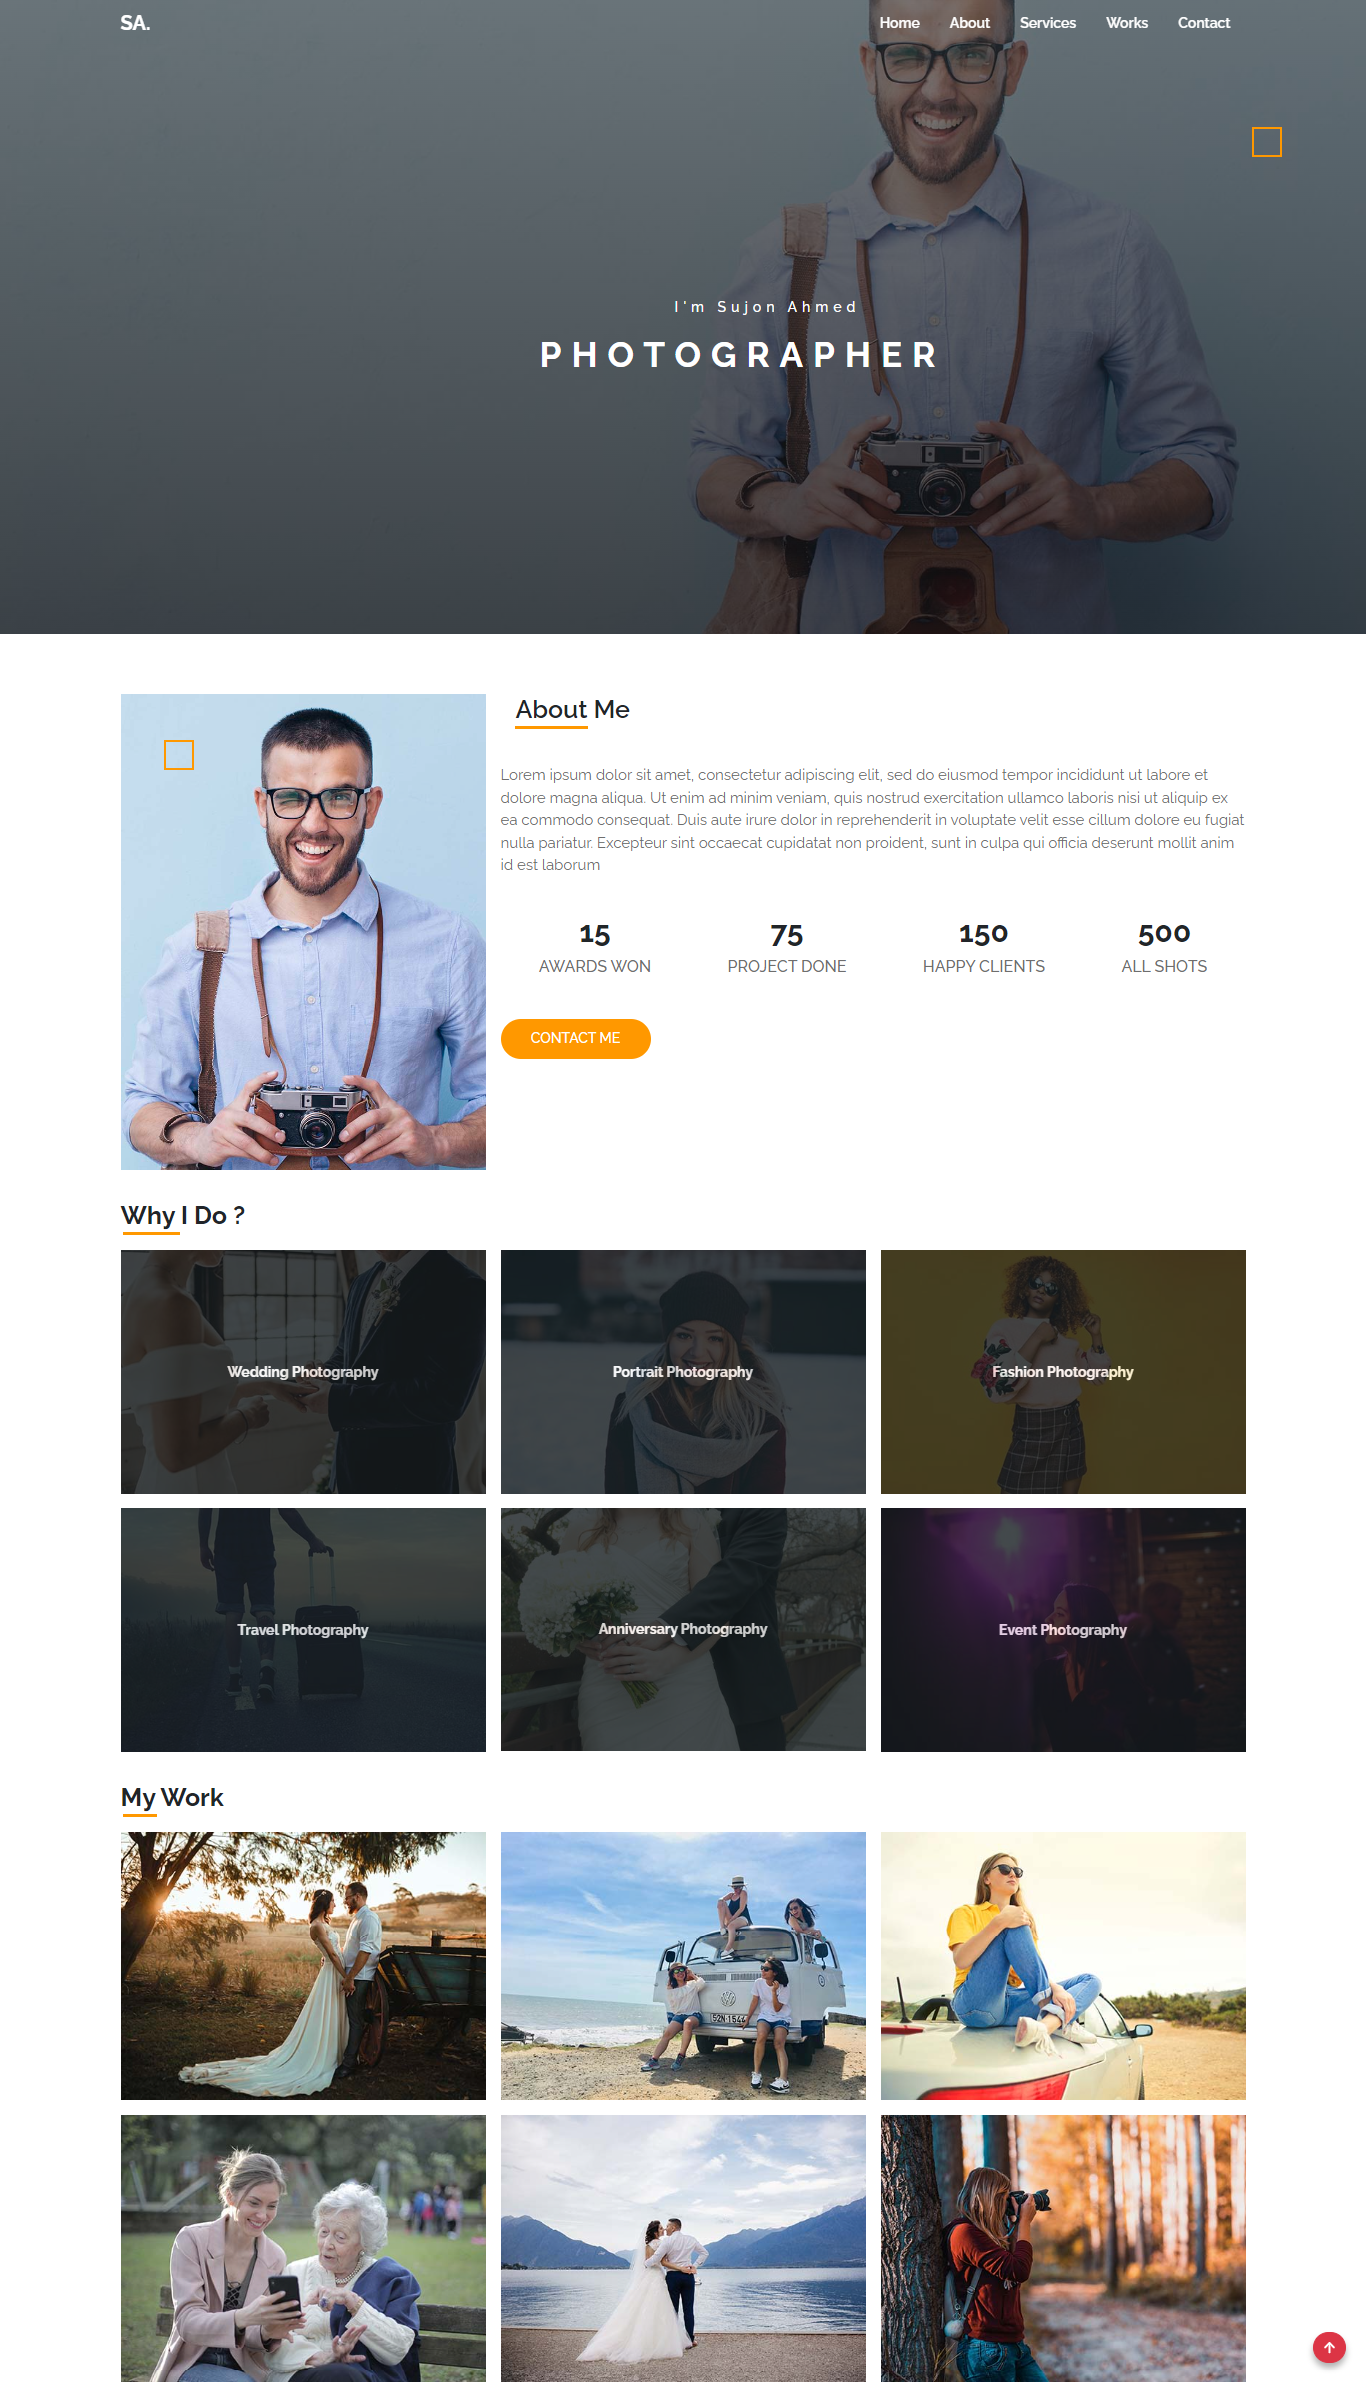 SA.
Home About Services Works Contact
I'm Sujon Ahmed
PHOTOGRAPHER
About Me
Lorem ipsum dolor sit amet, consectetur adipiscing elit, sed do eiusmod tempor incididunt ut labore et
dolore magna aliqua. Ut enim ad minim veniam, quis nostrud exercitation ullamco laboris nisi ut aliquip ex
ea commodo consequat. Duis aute irure dolor in reprehenderit in voluptate velit esse cillum dolore eu fugiat
nulla pariatur. Excepteur sint occaecat cupidatat non proident, sunt in culpa qui officia deserunt mollit anim
id est laborum
15 75 150 500
AWARDS WON PROJECT DONE HAPPY CLIENTS ALL SHOTS
CONTACT ME
Why I Do ?
Wedding Photography Portrait Photography Fashion Photography
Travel Photography Anniversary Photography Event Photography
My Work
52N-1544